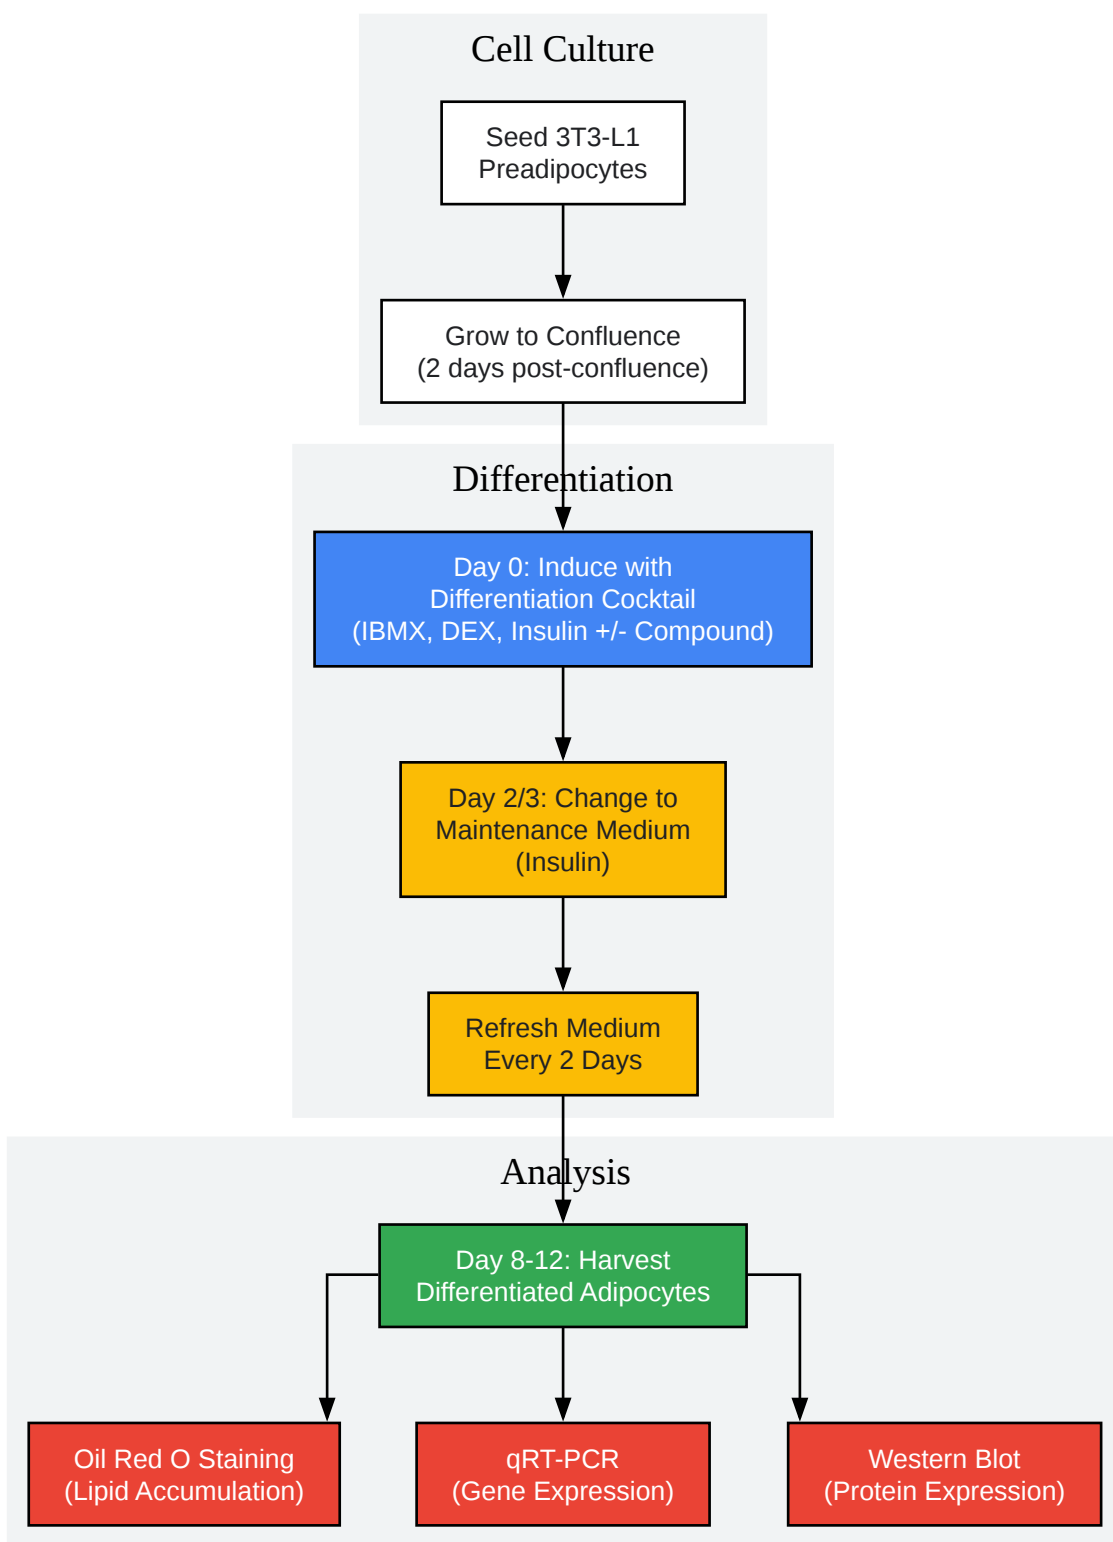 Cell Culture
Seed 3T3-L1
Preadipocytes
Grow to Confluence
(2 days post-confluence)
Differentiation
Day 0: Induce with
Differentiation Cocktail
(IBMX, DEX, Insulin +/- Compound)
Day 2/3: Change to
Maintenance Medium
(Insulin)
Refresh Medium
Every 2 Days
Analysis
Day 8-12: Harvest
Differentiated Adipocytes
Oil Red O Staining
(Lipid Accumulation)
qRT-PCR
(Gene Expression)
Western Blot
(Protein Expression)